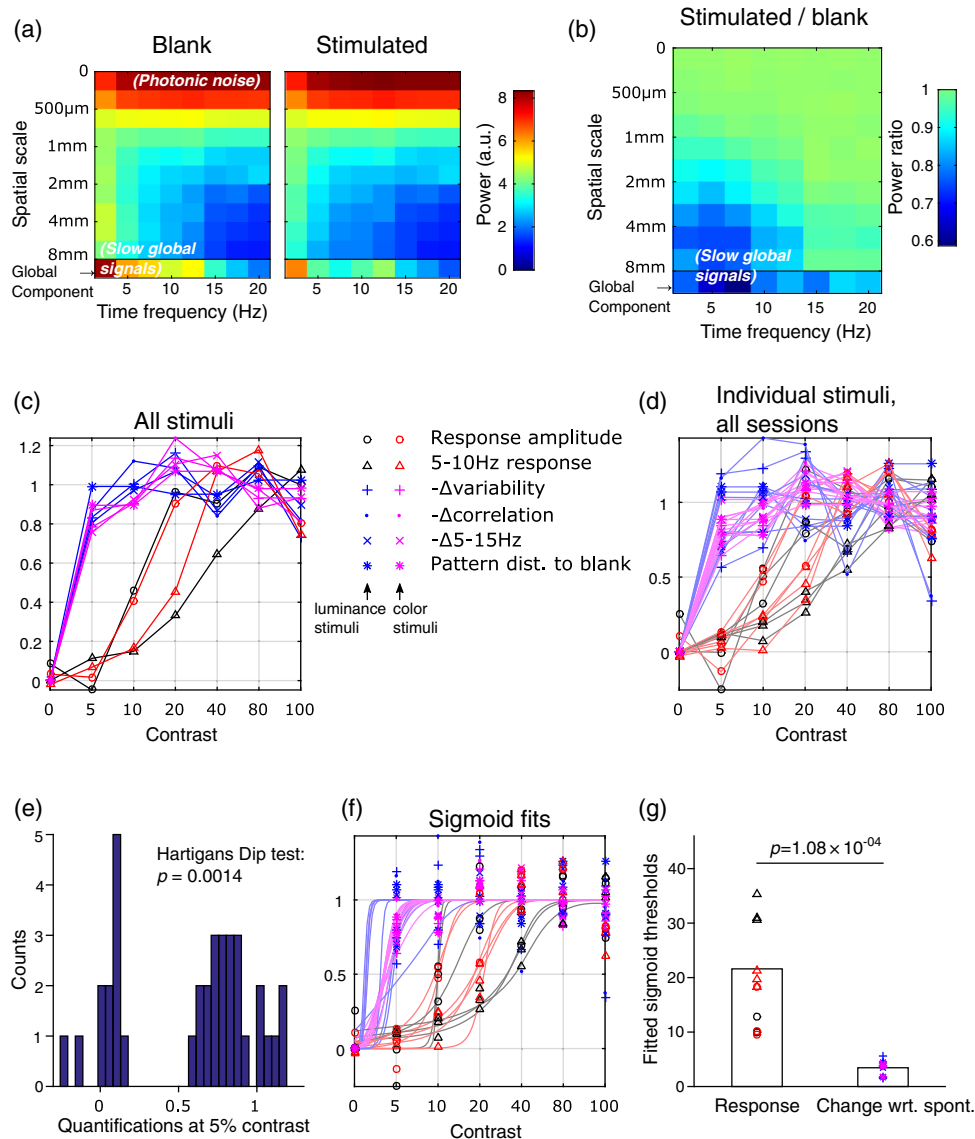 (a)
Blank
Stimulated
(Photonic noise)
(Slow global
signals)
0
500µm
1mm
2mm
4mm
8mm
Spatial scale
Global →
Component
5 10 15 20
5 10 15 20
Time frequency (Hz)
8
6
4
2
0
Power (a.u.)
(b)
Stimulated / blank
0
500µm
1mm
2mm
4mm
8mm
Spatial scale
(Slow global
signals)
Global →
Component
5 10 15 20
Time frequency (Hz)
1
0.9
0.8
0.7
0.6
Power ratio
(c)
All stimuli
1.2
1
0.8
0.6
0.4
0.2
0
0 5 10 20 40 80 100
Contrast
Response amplitude
5-10Hz response
-Δvariability
-Δcorrelation
-Δ5-15Hz
Pattern dist. to blank
luminance
stimuli
color
stimuli
(d)
Individual stimuli,
all sessions
1
0.5
0
0 5 10 20 40 80 100
Contrast
(e)
5
4
3
2
1
0
Counts
Hartigans Dip test:
p = 0.0014
0 0.5 1
Quantifications at 5% contrast
(f)
Sigmoid fits
1
0.5
0
0 5 10 20 40 80 100
Contrast
(g)
p=1.08 × 10-04
40
30
20
10
0
Fitted sigmoid thresholds
Response
Change wrt. spont.